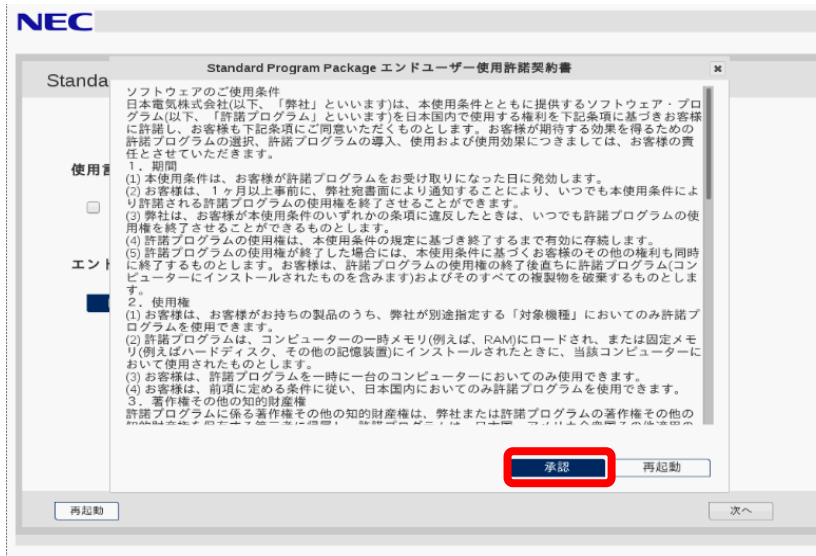 NEC
Standard Program Package エンドユーザー使用許諾契約書
Standa
ソフトウェアのご使用条件
日本電気株式会社(以下、「弊社」といいます)は、本使用条件とともに提供するソフトウェア・プロ
グラム(以下、「許諾プログラム」といいます)を日本国内で使用する権利を下記条項に基づきお客様
に許諾し、お客様も下記条項にご同意いただくものとします。お客様が期待する効果を得るための
許諾プログラムの選択、許諾プログラムの導入、使用および使用効果につきましては、お客様の責
任とさせていただきます。
1．期間
(1) 本使用条件は、お客様が許諾プログラムをお受け取りになった日に発効します。
(2) お客様は、1ヶ月以上事前に、弊社宛書面により通知することにより、いつでも本使用条件によ
り許諾される許諾プログラムの使用権を終了させることができます。
(3) 弊社は、お客様が本使用条件のいずれかの条項に違反したときは、いつでも許諾プログラムの使
用権を終了させることができるものとします。
(4) 許諾プログラムの使用権は、本使用条件の規定に基づき終了するまで有効に存続します。
(5) 許諾プログラムの使用権が終了した場合には、本使用条件に基づくお客様のその他の権利も同時
に終了するものとします。お客様は、許諾プログラムの使用権の終了後直ちに許諾プログラム(コン
ピューターにインストールされたものを含みます)およびそのすべての複製物を破棄するものとしま
す。
2．使用権
(1) お客様は、お客様がお持ちの製品のうち、弊社が別途指定する「対象機種」においてのみ許諾プ
ログラムを使用できます。
(2) 許諾プログラムは、コンピューターの一時メモリ(例えば、RAM)にロードされ、または固定メモ
リ(例えばハードディスク、その他の記憶装置)にインストールされたときに、当該コンピューターに
おいて使用されたものとします。
(3) お客様は、許諾プログラムを一時に一台のコンピューターにおいてのみ使用できます。
(4) お客様は、前項に定める条件に従い、日本国内においてのみ許諾プログラムを使用できます。
3．著作権その他の知的財産権
許諾プログラムに係る著作権その他の知的財産権は、弊社または許諾プログラムの著作権その他の
使用言
エント
承認
再起動
再起動
次へ